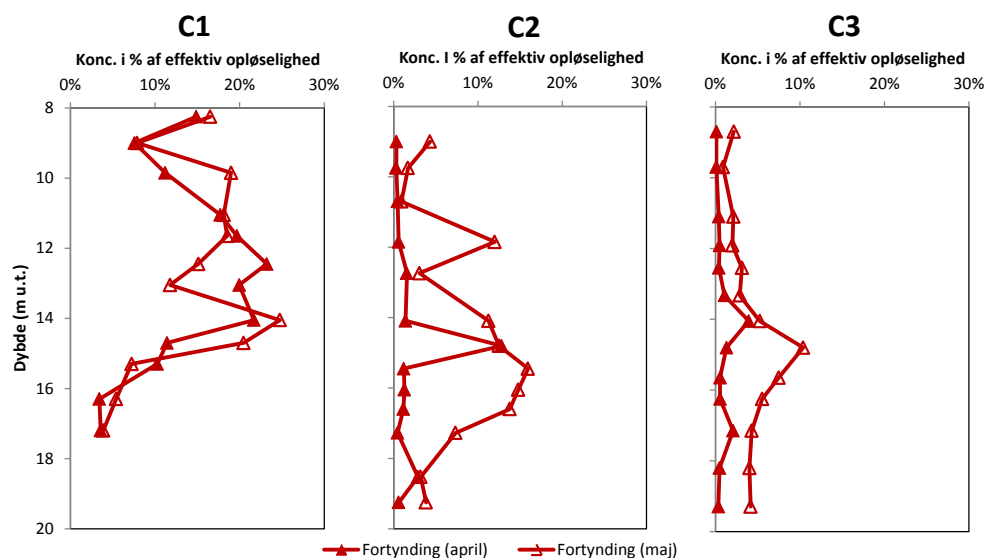 C1
C2
C3
Konc. i % af effektiv opløselighed
Konc. I % af effektiv opløselighed
Konc. i % af effektiv opløselighed
0% 10% 20% 30%
0% 10% 20% 30%
0% 10% 20% 30%
Dybde (m u.t.)
8
10
12
14
16
18
20
Fortynding (april)
Fortynding (maj)